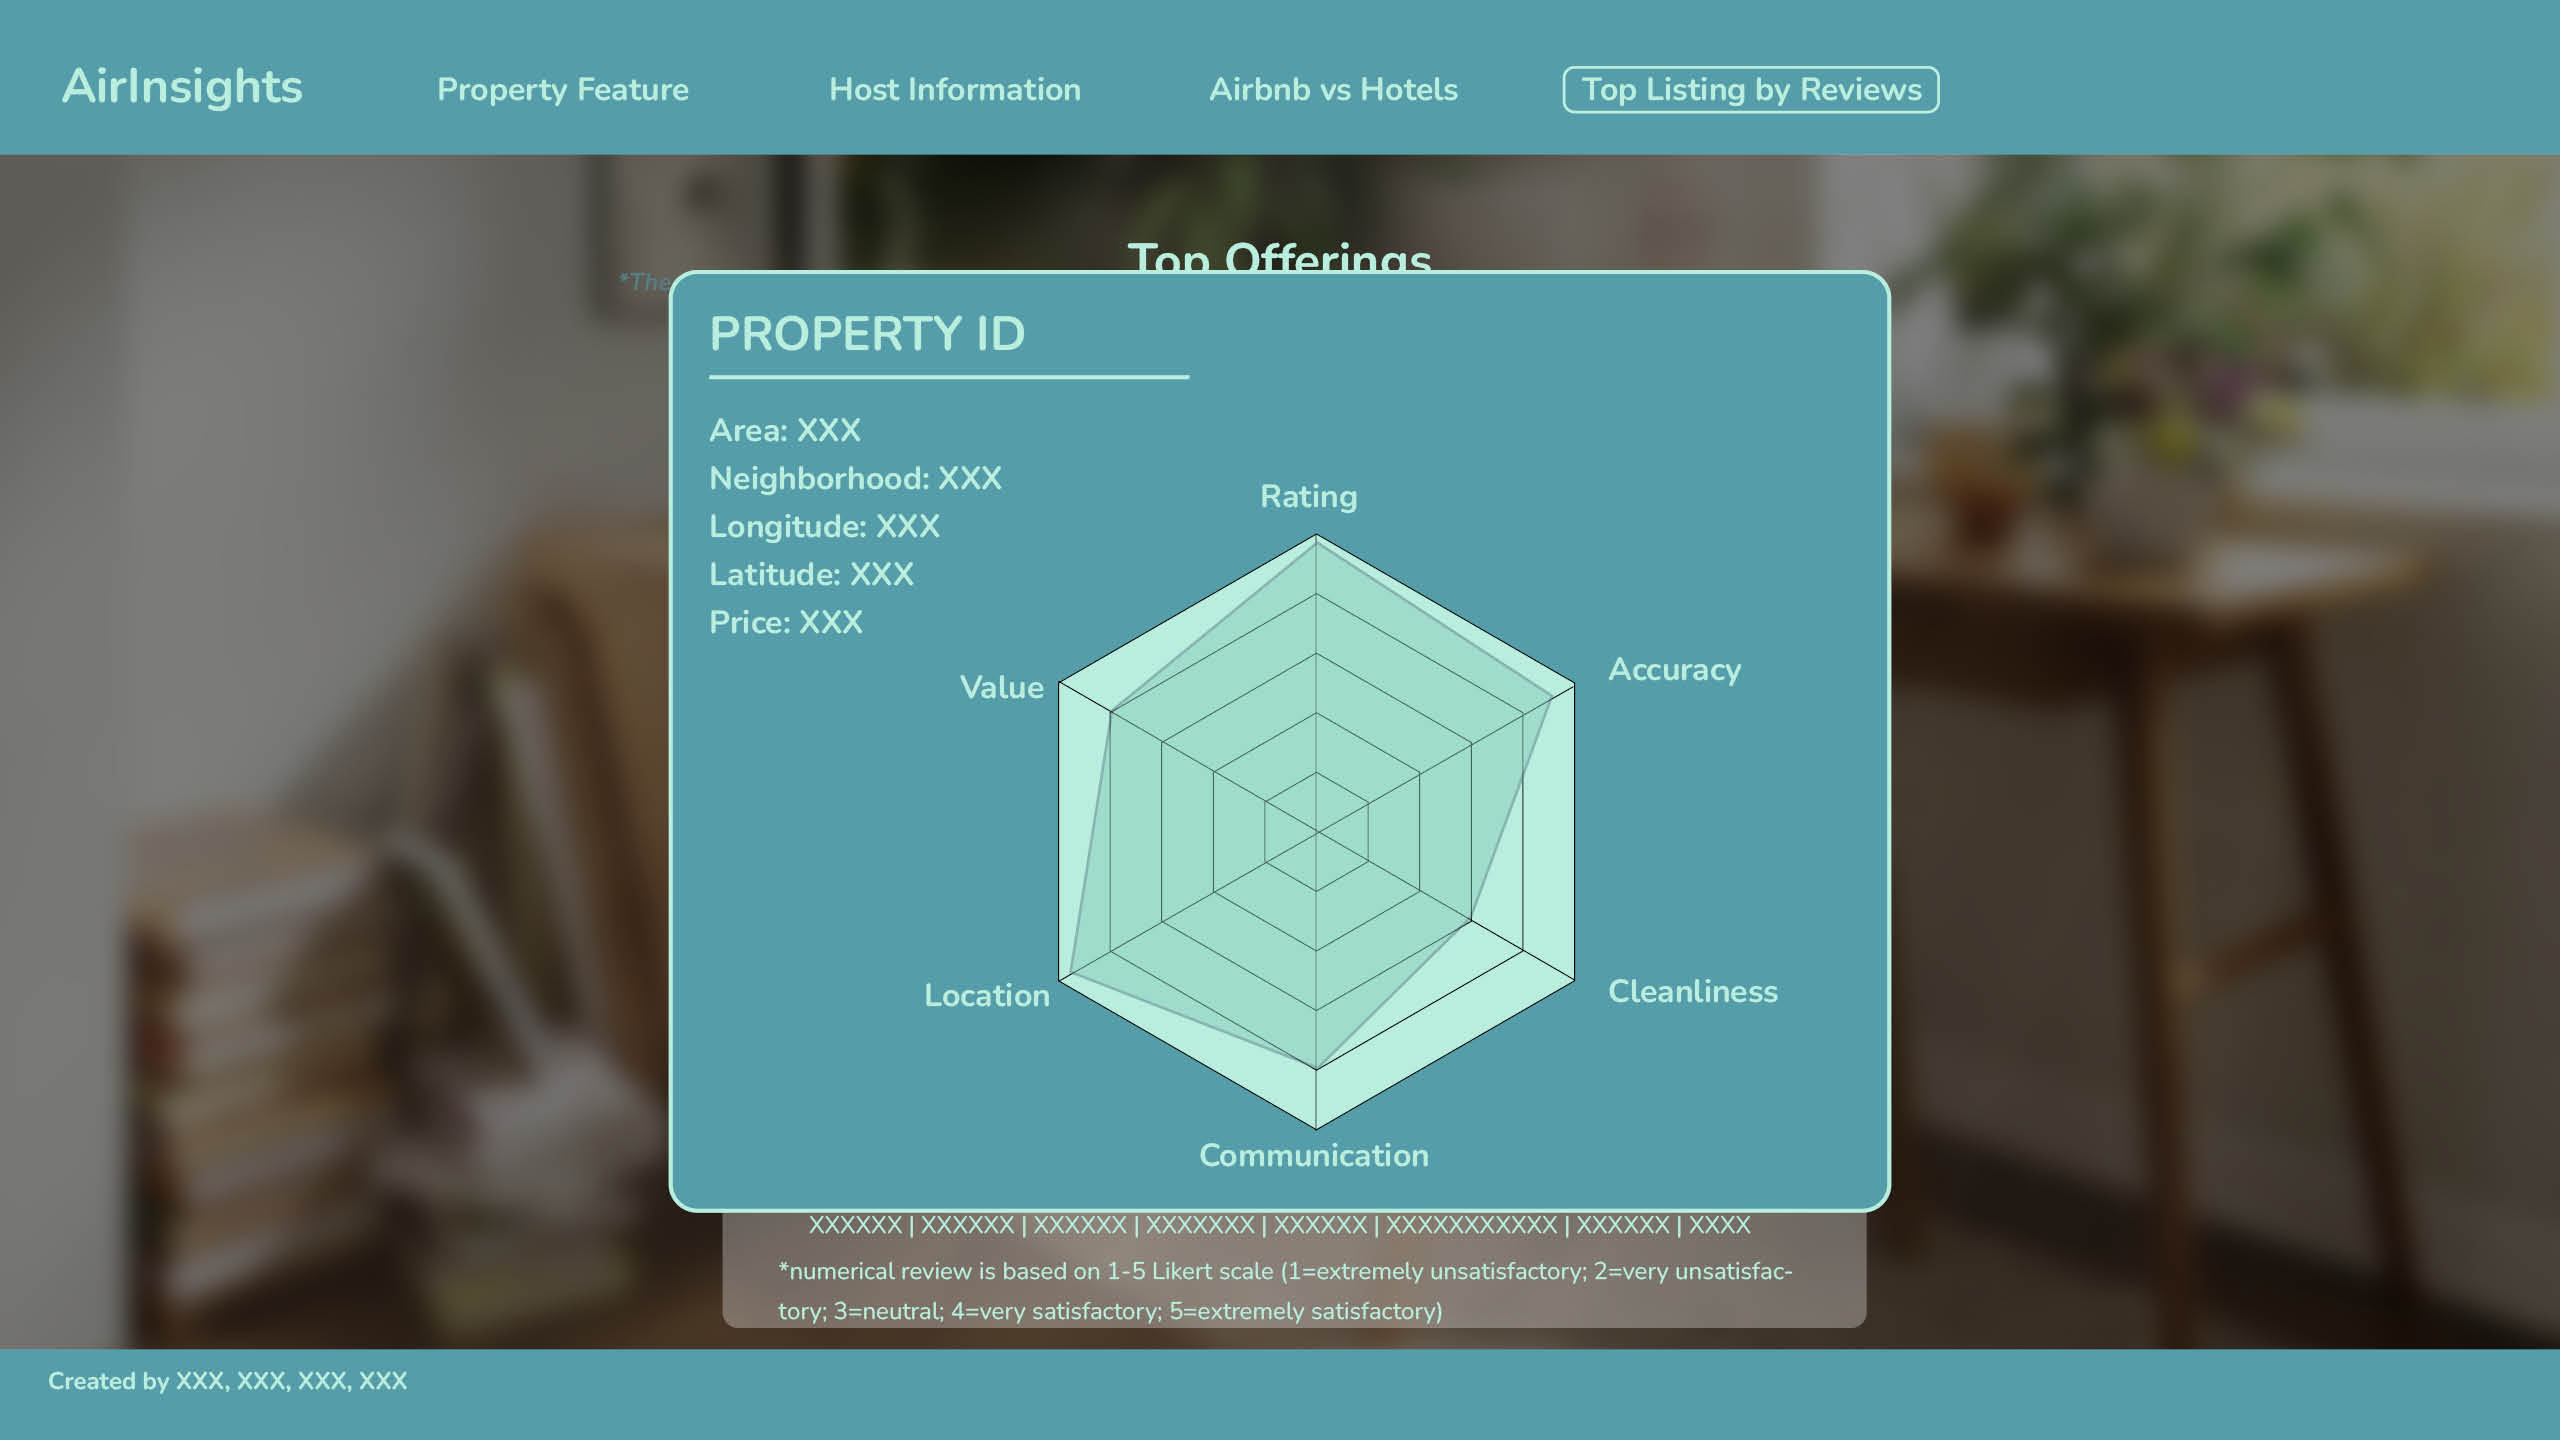 AirInsights
Property Feature
Host Information
Airbnb vs Hotels
Top Listing by Reviews
Top Offerings
*The
PROPERTY ID
Area: XXX
Neighborhood: XXX
Longitude: XXX
Latitude: XXX
Price: XXX
Rating
Accuracy
Value
Cleanliness
Location
Communication
XXXXXX | XXXXXX | XXXXXX | XXXXXXX | XXXXXX | XXXXXXXXXXX | XXXXXX | XXXX
*numerical review is based on 1-5 Likert scale (1=extremely unsatisfactory; 2=very unsatisfac-
tory; 3=neutral; 4=very satisfactory; 5=extremely satisfactory)
Created by XXX, XXX, XXX, XXX